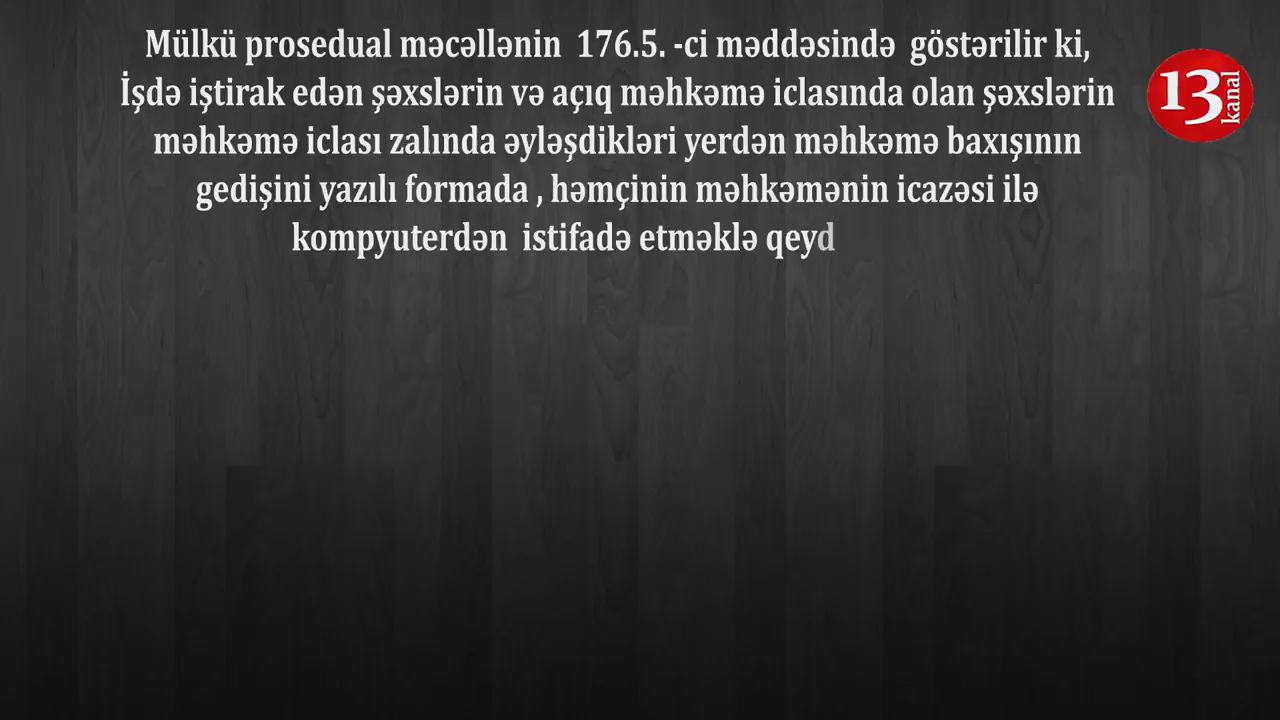 Mülkü prosedual məcəllənin 176.5. -ci məddəsində göstərilir ki,
İşdə iştirak edən şəxslərin və açıq məhkəmə iclasında olan şəxslərin
məhkəmə iclası zalında əyləşdikləri yerdən məhkəmə baxışının
gedişini yazılı formada , həmçinin məhkəmənin icazəsi ilə
kompyuterdən istifadə etməklə qeyd
13
kanal